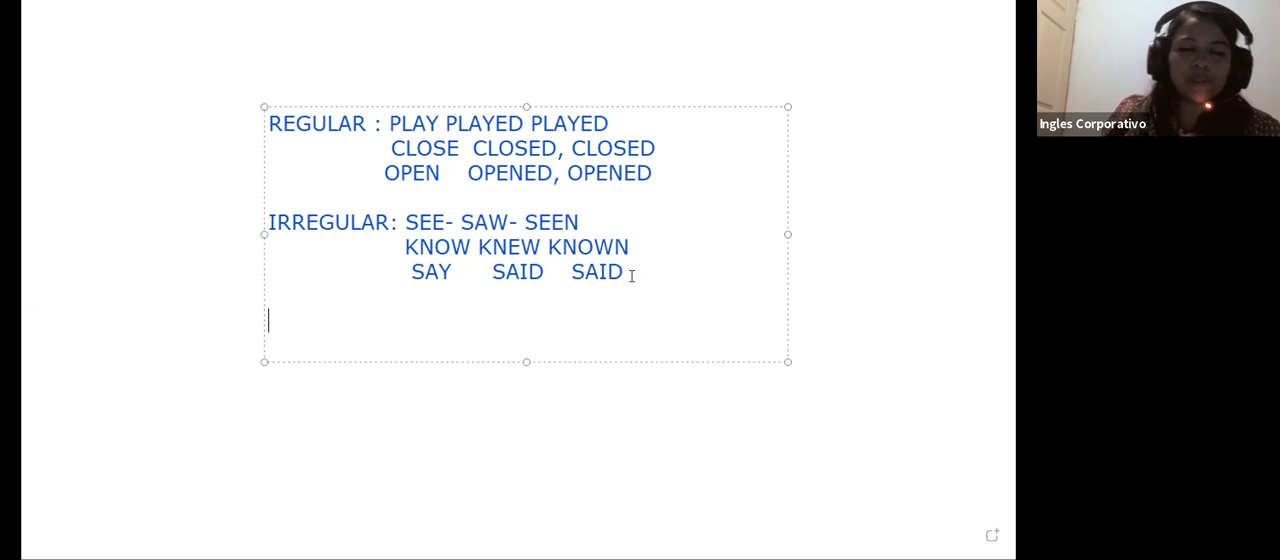 REGULAR : PLAY PLAYED PLAYED
CLOSE CLOSED, CLOSED
OPEN OPENED, OPENED
IRREGULAR: SEE- SAW- SEEN
KNOW KNEW KNOWN
SAY SAID SAID
Ingles Corporativo